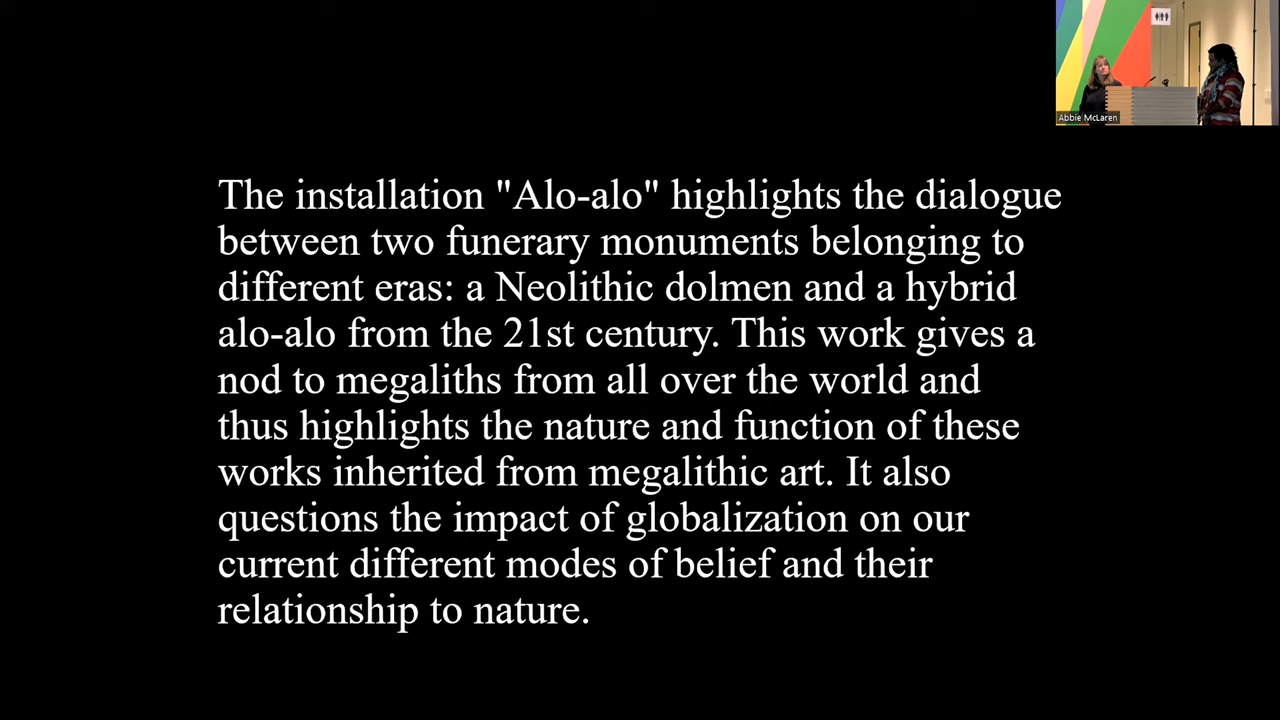 Abbie McLaren
The installation "Alo-alo" highlights the dialogue
between two funerary monuments belonging to
different eras: a Neolithic dolmen and a hybrid
alo-alo from the 21st century. This work gives a
nod to megaliths from all over the world and
thus highlights the nature and function of these
works inherited from megalithic art. It also
questions the impact of globalization on our
current different modes of belief and their
relationship to nature.